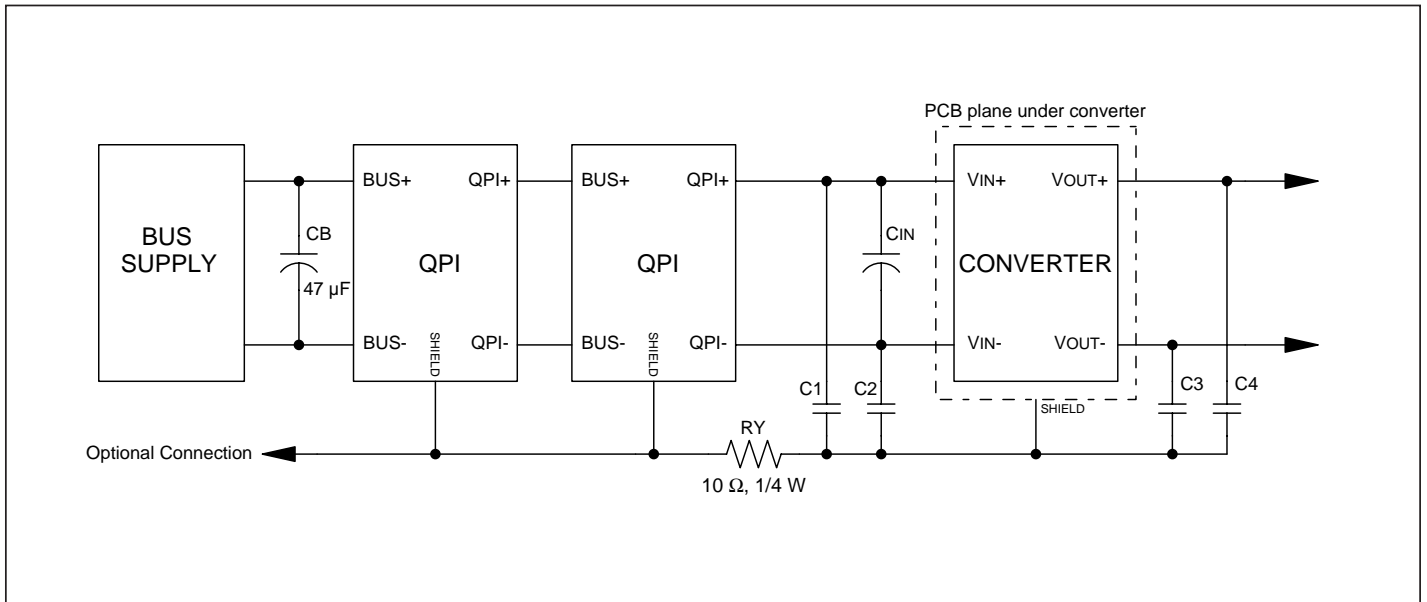 PCB plane under converter
BUS
SUPPLY
CB
47 µF
BUS+
QPI+
QPI
BUS-
SHIELD
QPI-
BUS+
QPI+
QPI
BUS-
SHIELD
QPI-
CIN
VIN+
VOUT+
CONVERTER
VIN-
VOUT-
C1
C2
SHIELD
C3
C4
Optional Connection
RY
10 Ω, 1/4 W